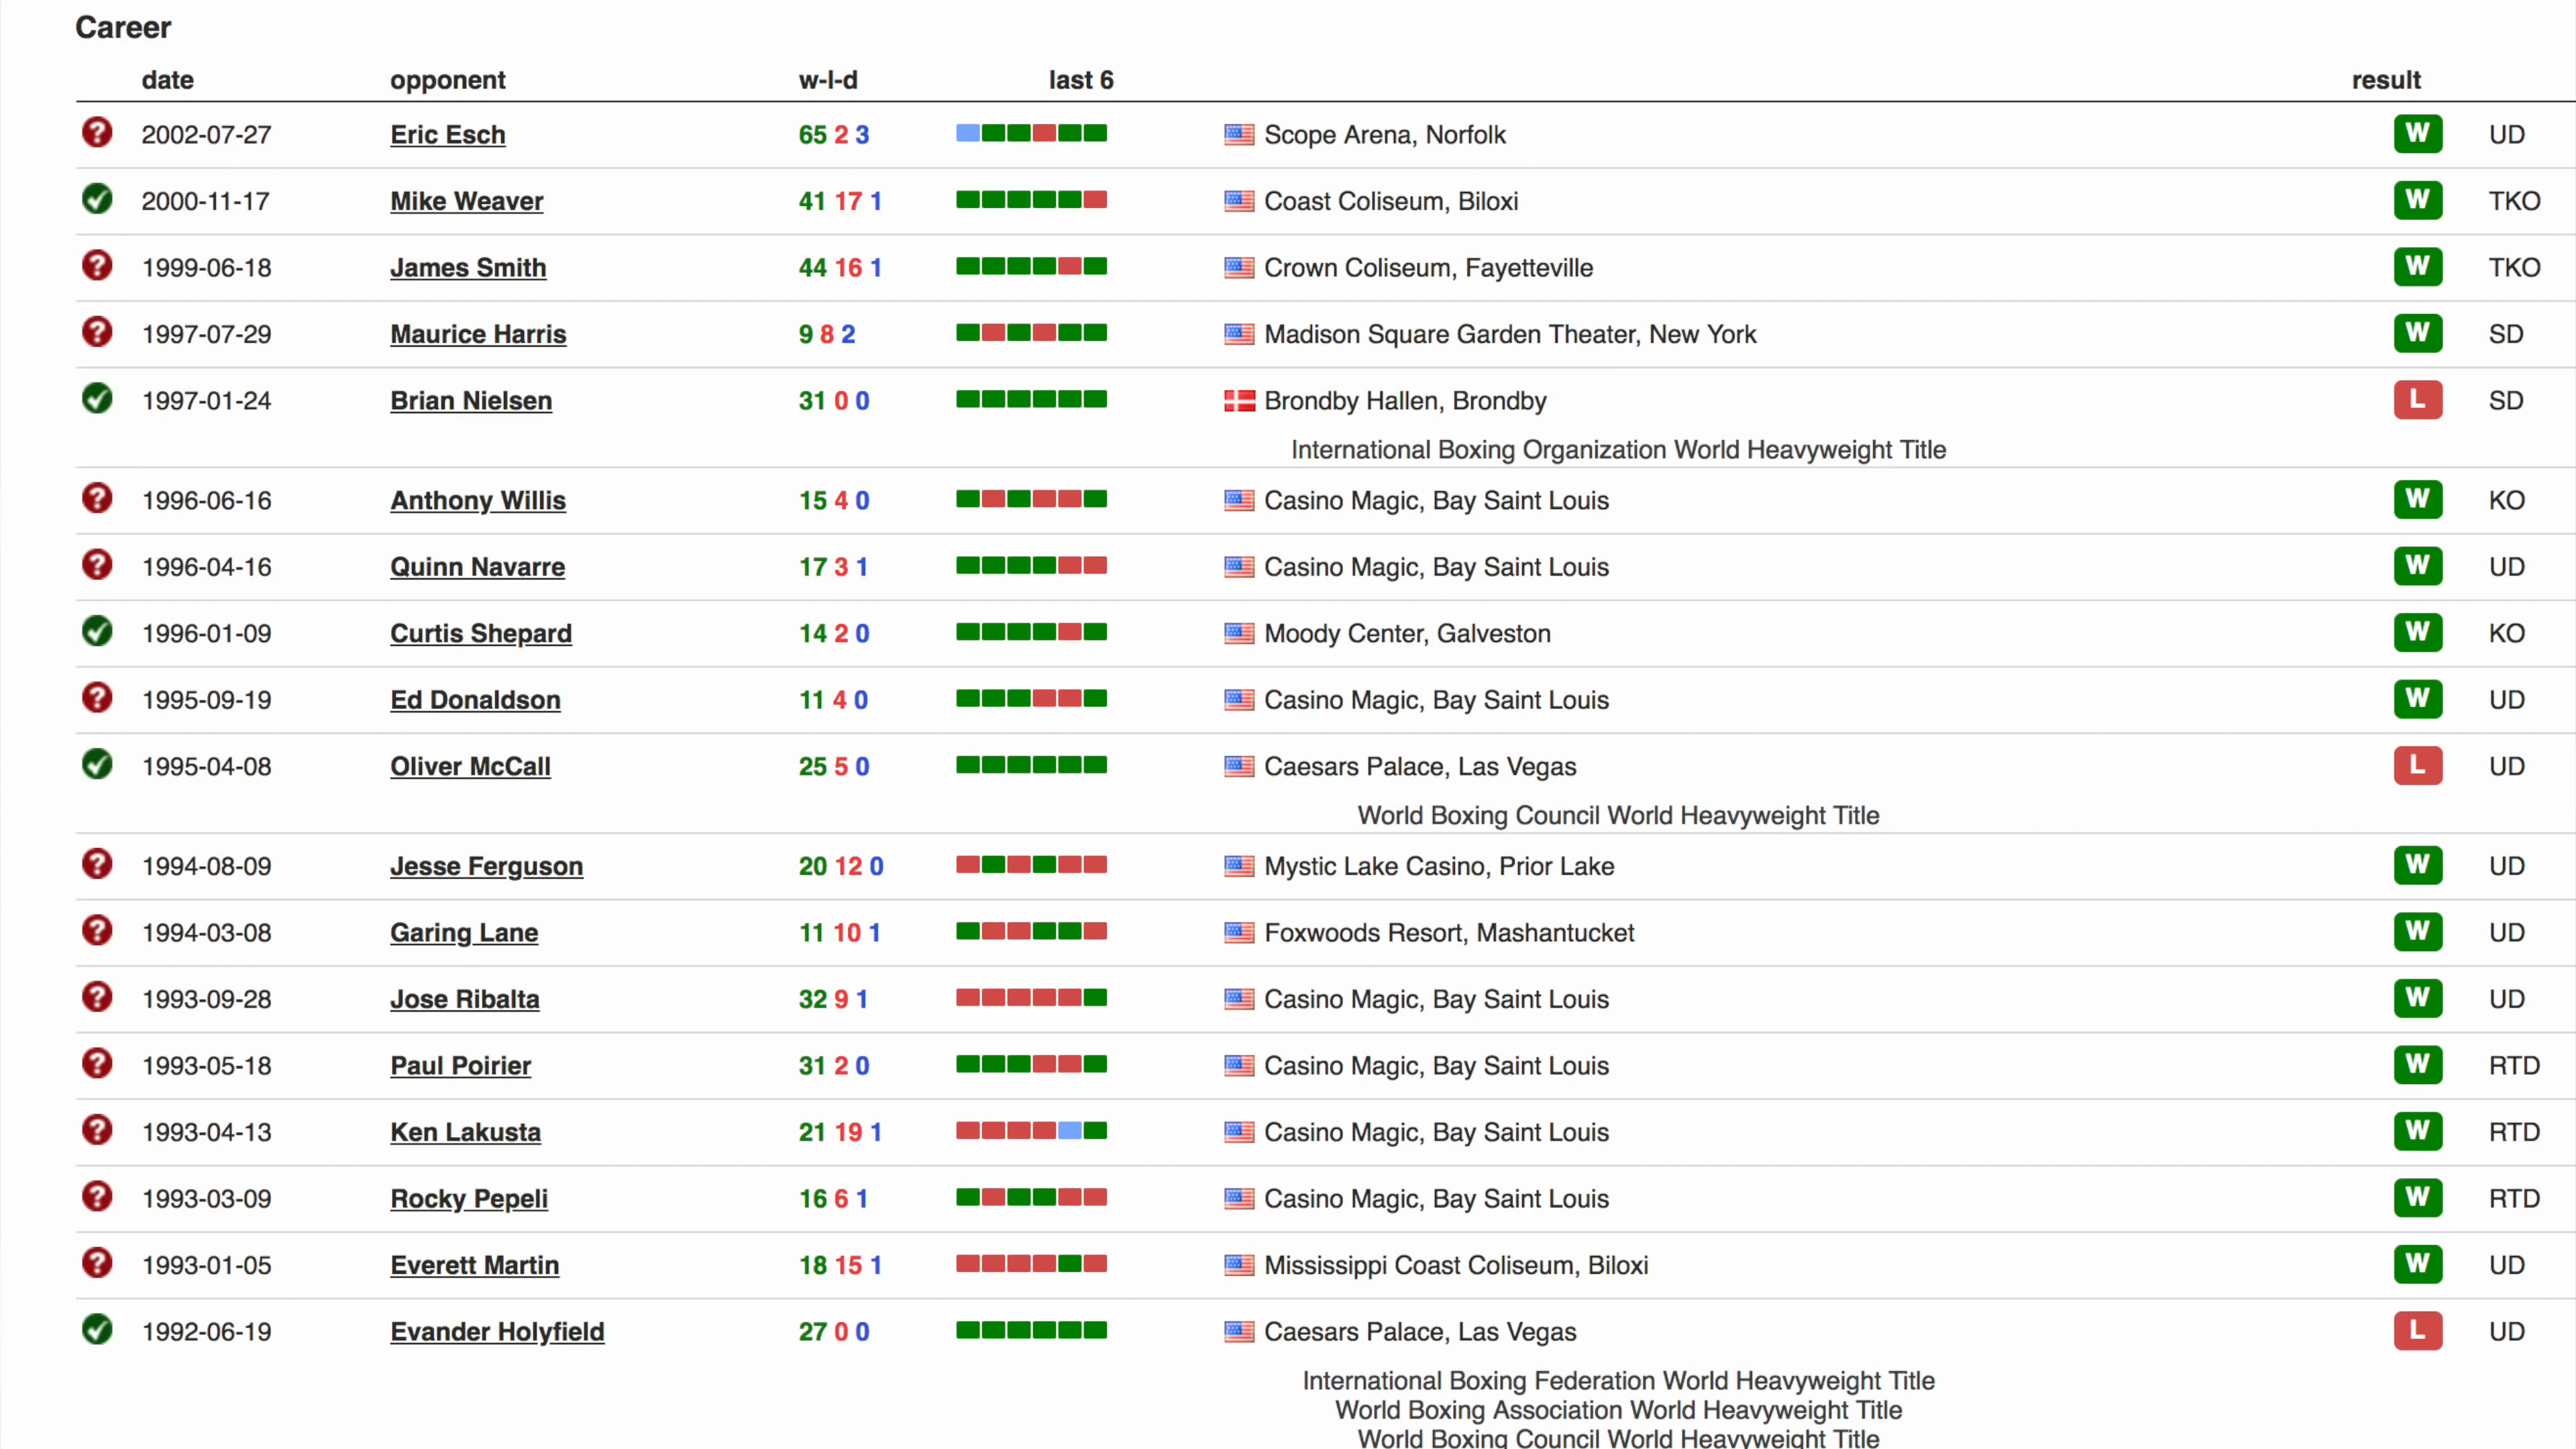 Career
date opponent w-l-d last 6 result
2002-07-27 Eric Esch 65 2 3 Scope Arena, Norfolk W UD
2000-11-17 Mike Weaver 41 17 1 Coast Coliseum, Biloxi W TKO
1999-06-18 James Smith 44 16 1 Crown Coliseum, Fayetteville W TKO
1997-07-29 Maurice Harris 9 8 2 Madison Square Garden Theater, New York W SD
1997-01-24 Brian Nielsen 31 0 0 Brondby Hallen, Brondby L SD
International Boxing Organization World Heavyweight Title
1996-06-16 Anthony Willis 15 4 0 Casino Magic, Bay Saint Louis W KO
1996-04-16 Quinn Navarre 17 3 1 Casino Magic, Bay Saint Louis W UD
1996-01-09 Curtis Shepard 14 2 0 Moody Center, Galveston W KO
1995-09-19 Ed Donaldson 11 4 0 Casino Magic, Bay Saint Louis W UD
1995-04-08 Oliver McCall 25 5 0 Caesars Palace, Las Vegas L UD
World Boxing Council World Heavyweight Title
1994-08-09 Jesse Ferguson 20 12 0 Mystic Lake Casino, Prior Lake W UD
1994-03-08 Garing Lane 11 10 1 Foxwoods Resort, Mashantucket W UD
1993-09-28 Jose Ribalta 32 9 1 Casino Magic, Bay Saint Louis W UD
1993-05-18 Paul Poirier 31 2 0 Casino Magic, Bay Saint Louis W RTD
1993-04-13 Ken Lakusta 21 19 1 Casino Magic, Bay Saint Louis W RTD
1993-03-09 Rocky Pepeli 16 6 1 Casino Magic, Bay Saint Louis W RTD
1993-01-05 Everett Martin 18 15 1 Mississippi Coast Coliseum, Biloxi W UD
1992-06-19 Evander Holyfield 27 0 0 Caesars Palace, Las Vegas L UD
International Boxing Federation World Heavyweight Title
World Boxing Association World Heavyweight Title
World Boxing Council World Heavyweight Title